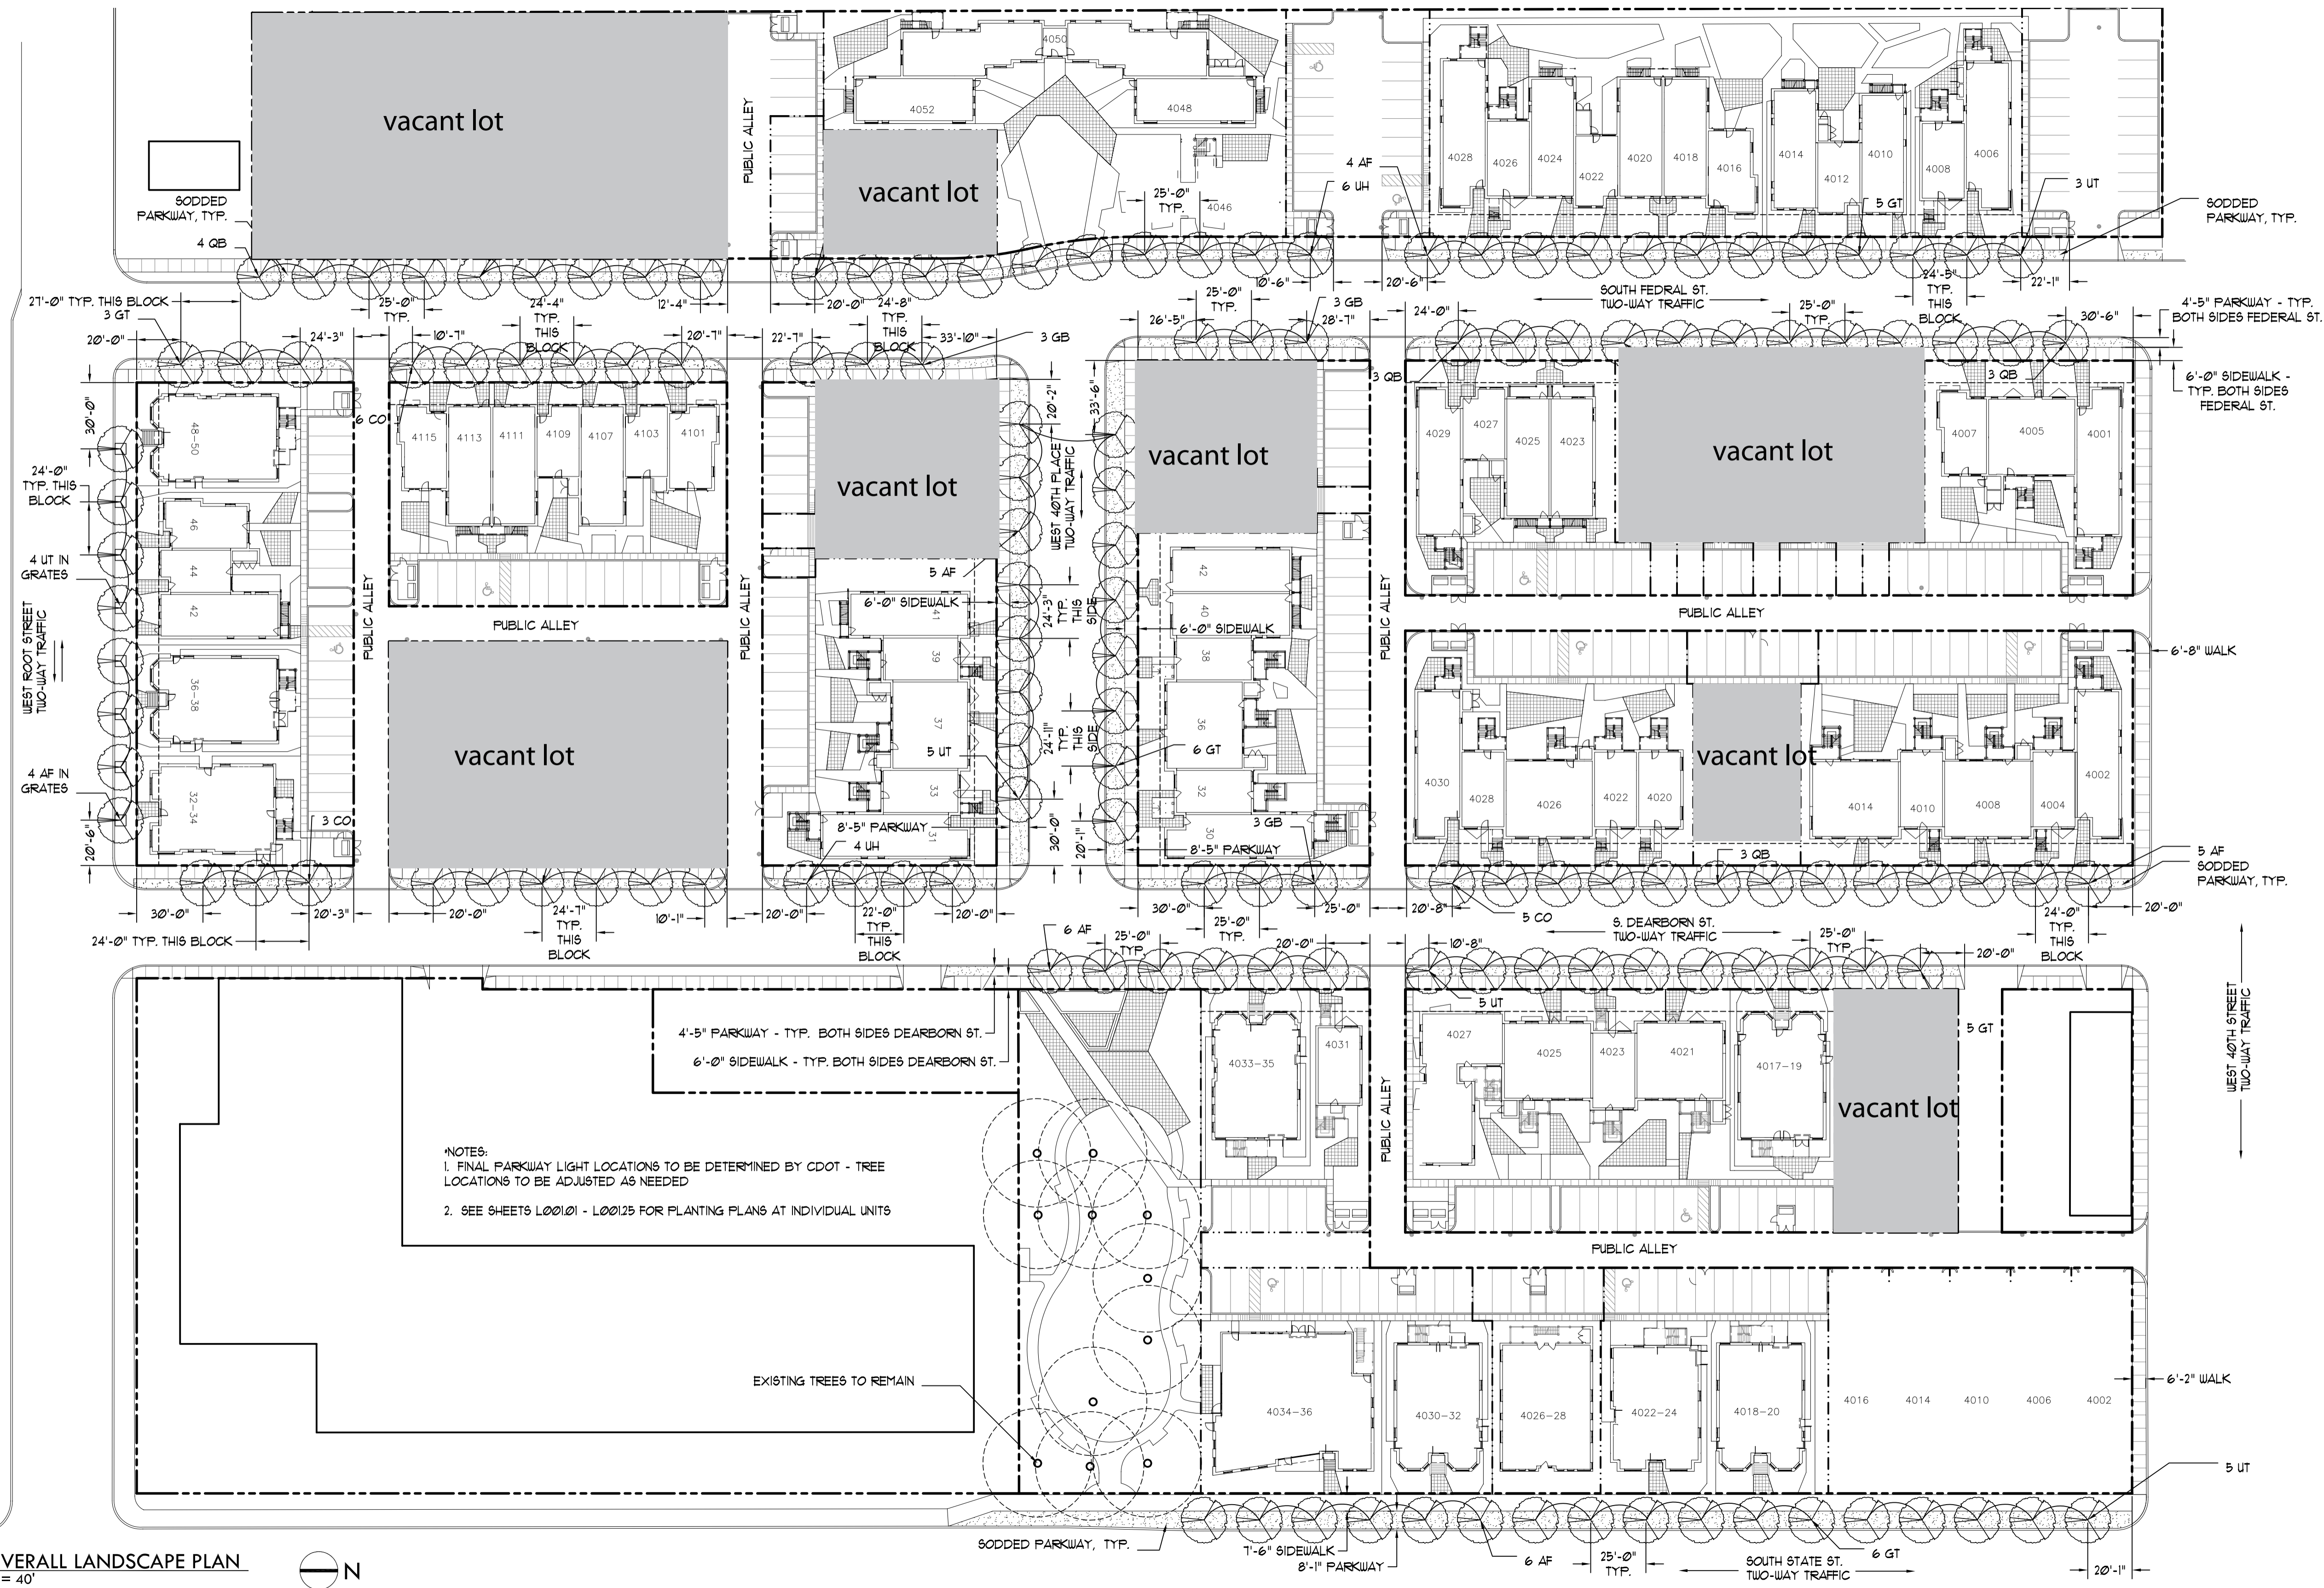 vacant lot
PUBLIC ALLEY
4050
4052
4048
vacant lot
4046
25'-0"
TYP.
4 AF
6 UH
4028
4026
4024
4022
4020
4018
4016
4014
4012
4010
4008
4006
5 GT
3 UT
SODDED
PARKWAY, TYP.
SODDED
PARKWAY, TYP.
4 QB
27'-0" TYP. THIS BLOCK
3 GT
20'-0"
24'-3"
25'-0"
TYP.
10'-7"
24'-4"
TYP.
THIS
BLOCK
12'-4"
20'-7"
20'-0"
22'-7"
24'-8"
TYP.
THIS
BLOCK
33'-10"
3 GB
25'-0"
TYP.
26'-5"
3 GB
28'-7"
10'-6"
20'-6"
24'-0"
SOUTH FEDRAL ST.
TWO-WAY TRAFFIC
25'-0"
TYP.
24'-5"
TYP.
THIS
BLOCK
22'-1"
30'-6"
4'-5" PARKWAY - TYP.
BOTH SIDES FEDERAL ST.
6'-0" SIDEWALK -
TYP. BOTH SIDES
FEDERAL ST.
30'-0"
24'-0"
TYP. THIS
BLOCK
4 UT IN
GRATES
WEST ROOT STREET
TWO-WAY TRAFFIC
4 AF IN
GRATES
20'-6"
48-50
46
44
42
36-38
32-34
3 CO
PUBLIC ALLEY
6 CO
4115
4113
4111
4109
4107
4103
4101
PUBLIC ALLEY
vacant lot
PUBLIC ALLEY
vacant lot
5 AF
6'-0" SIDEWALK
41
39
37
33
31
5 UT
8'-5" PARKWAY
4 UH
20'-2"
WEST 40TH PLACE
TWO-WAY TRAFFIC
33'-6"
24'-3"
TYP.
THIS
SIDE
24'-11"
TYP.
THIS
SIDE
30'-0"
20'-1"
vacant lot
42
40
6'-0" SIDEWALK
38
36
6 GT
32
30
3 GB
8'-5" PARKWAY
PUBLIC ALLEY
3 QB
4029
4027
4025
4023
vacant lot
3 QB
4007
4005
4001
PUBLIC ALLEY
6'-8" WALK
4030
4028
4026
4022
4020
vacant lot
4014
4010
4008
4004
4002
3 QB
5 AF
SODDED
PARKWAY, TYP.
30'-0"
20'-3"
24'-0" TYP. THIS BLOCK
20'-0"
24'-7"
TYP.
THIS
BLOCK
10'-1"
20'-0"
22'-0"
TYP.
THIS
BLOCK
20'-0"
30'-0"
25'-0"
TYP.
25'-0"
20'-8"
5 CO
S. DEARBORN ST.
TWO-WAY TRAFFIC
25'-0"
TYP.
24'-0"
TYP.
THIS
BLOCK
20'-0"
6 AF
25'-0"
TYP.
20'-0"
10'-8"
20'-0"
5 UT
4'-5" PARKWAY - TYP. BOTH SIDES DEARBORN ST.
6'-0" SIDEWALK - TYP. BOTH SIDES DEARBORN ST.
4033-35
4031
PUBLIC ALLEY
4027
4025
4023
4021
4017-19
vacant lot
5 GT
WEST 40TH STREET
TWO-WAY TRAFFIC
*NOTES:
1. FINAL PARKWAY LIGHT LOCATIONS TO BE DETERMINED BY CDOT - TREE
LOCATIONS TO BE ADJUSTED AS NEEDED
2. SEE SHEETS L001.01 - L001.25 FOR PLANTING PLANS AT INDIVIDUAL UNITS
PUBLIC ALLEY
EXISTING TREES TO REMAIN
4034-36
4030-32
4026-28
4022-24
4018-20
4016
4014
4010
4006
4002
6'-2" WALK
5 UT
SODDED PARKWAY, TYP.
7'-6" SIDEWALK
8'-1" PARKWAY
6 AF
25'-0"
TYP.
SOUTH STATE ST.
TWO-WAY TRAFFIC
6 GT
20'-1"
VERALL LANDSCAPE PLAN
= 40'
N